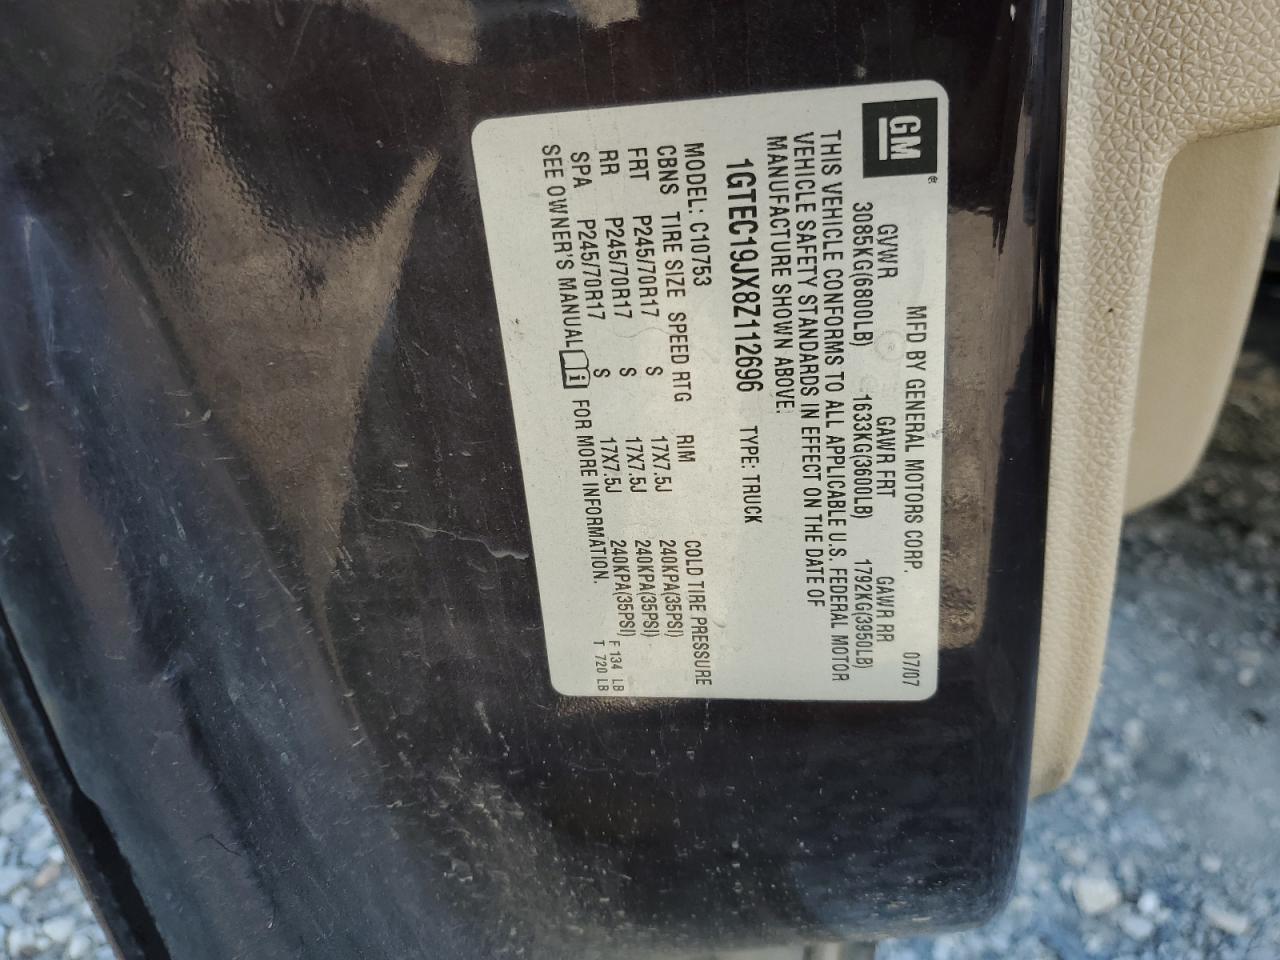 GM®
MFD BY GENERAL MOTORS CORP. 07/07
GVWR GAWR FRT GAWR RR
3085KG(6800LB) 1633KG(3600LB) 1792KG(3950LB)
THIS VEHICLE CONFORMS TO ALL APPLICABLE U.S. FEDERAL MOTOR
VEHICLE SAFETY STANDARDS IN EFFECT ON THE DATE OF
MANUFACTURE SHOWN ABOVE.
1GTEC19JX8Z112696 TYPE: TRUCK
MODEL: C10753
CBNS TIRE SIZE SPEED RTG RIM COLD TIRE PRESSURE
FRT P245/70R17 S 17X7.5J 240KPA(35PSI)
RR P245/70R17 S 17X7.5J 240KPA(35PSI)
SPA P245/70R17 S 17X7.5J 240KPA(35PSI)
SEE OWNER'S MANUAL i FOR MORE INFORMATION.
F 134 LB
T 720 LB